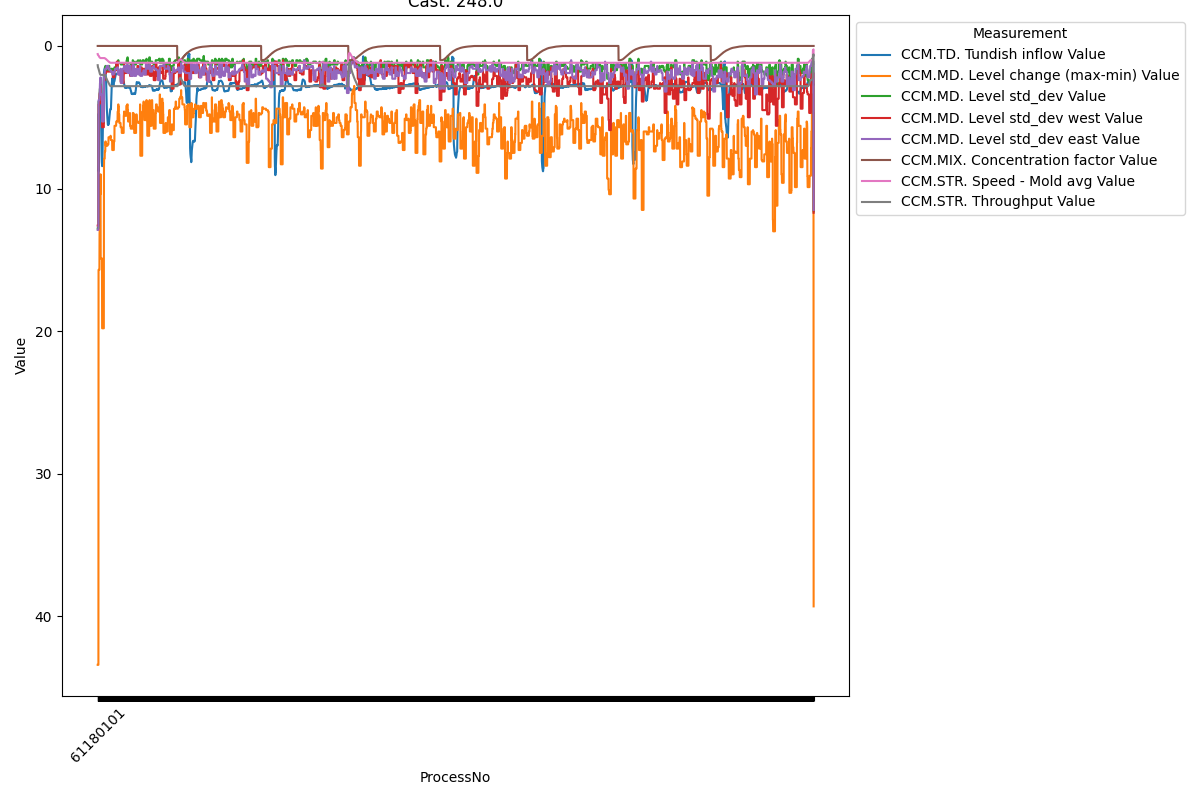 Cast: 248.0
Measurement
CCM.TD. Tundish inflow Value
CCM.MD. Level change (max-min) Value
CCM.MD. Level std_dev Value
CCM.MD. Level std_dev west Value
CCM.MD. Level std_dev east Value
CCM.MIX. Concentration factor Value
CCM.STR. Speed - Mold avg Value
CCM.STR. Throughput Value
0
10
20
30
40
Value
61180101
ProcessNo